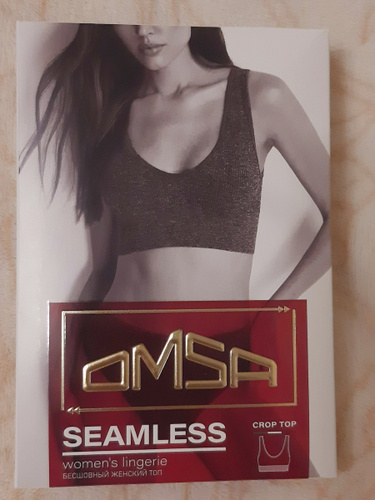 OMSA
SEAMLESS
CROP TOP
women's lingerie
БЕСШОВНЫЙ ЖЕНСКИЙ ТОП